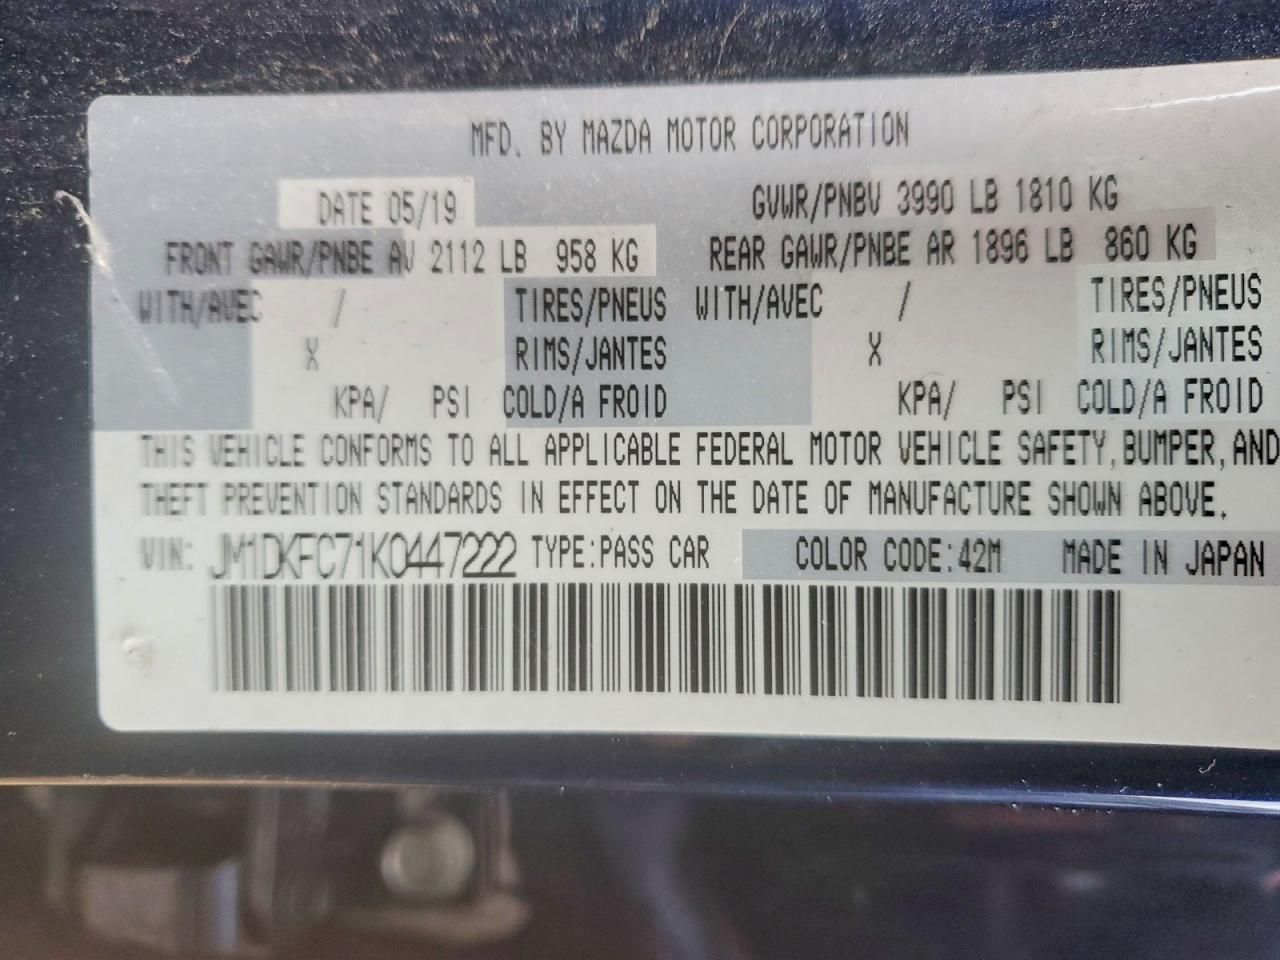 MFD. BY MAZDA MOTOR CORPORATION
DATE 05/19 GVWR/PNBV 3990 LB 1810 KG
FRONT GAWR/PNBE AV 2112 LB 958 KG REAR GAWR/PNBE AR 1896 LB 860 KG
WITH/AVEC / TIRES/PNEUS WITH/AVEC / TIRES/PNEUS
X RIMS/JANTES X RIMS/JANTES
KPA/ PSI COLD/A FROID KPA/ PSI COLD/A FROID
THIS VEHICLE CONFORMS TO ALL APPLICABLE FEDERAL MOTOR VEHICLE SAFETY, BUMPER, AND
THEFT PREVENTION STANDARDS IN EFFECT ON THE DATE OF MANUFACTURE SHOWN ABOVE.
VIN: JM1DKFC71K0447222 TYPE:PASS CAR COLOR CODE:42M MADE IN JAPAN